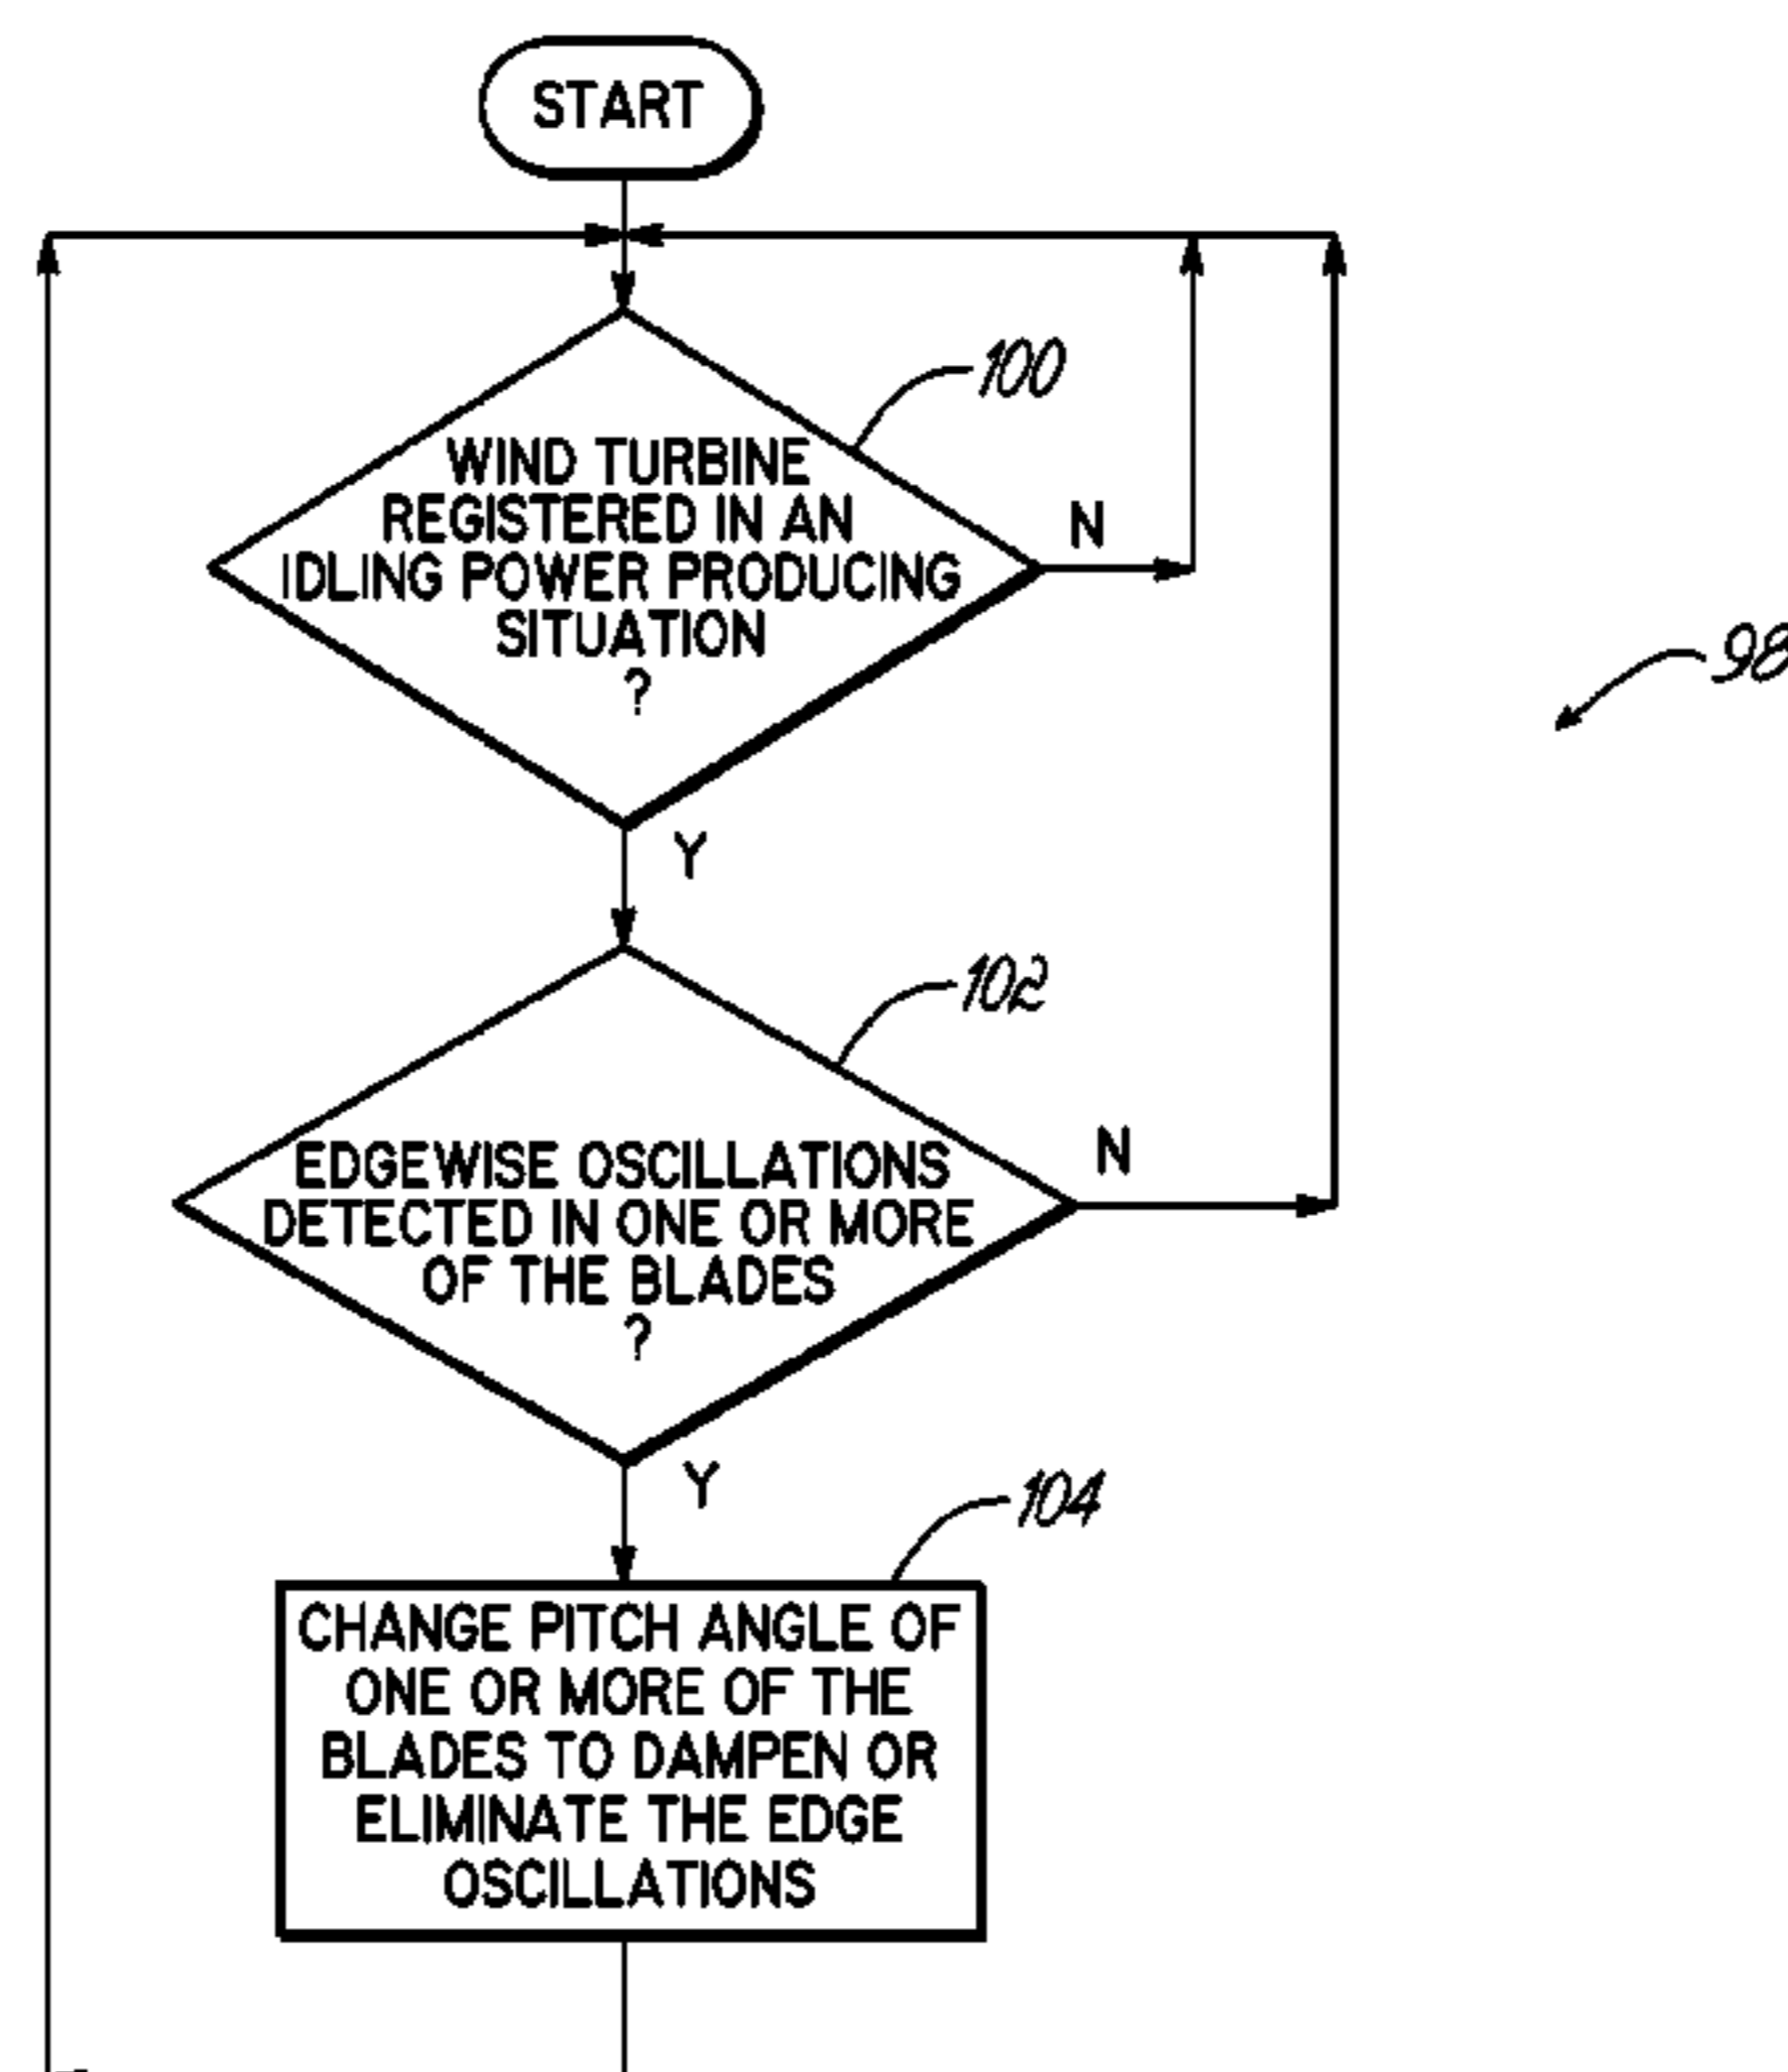 START
100
WIND TURBINE
REGISTERED IN AN
IDLING POWER PRODUCING
SITUATION
?
N
98
Y
102
EDGEWISE OSCILLATIONS
DETECTED IN ONE OR MORE
OF THE BLADES
?
N
Y
104
CHANGE PITCH ANGLE OF
ONE OR MORE OF THE
BLADES TO DAMPEN OR
ELIMINATE THE EDGE
OSCILLATIONS